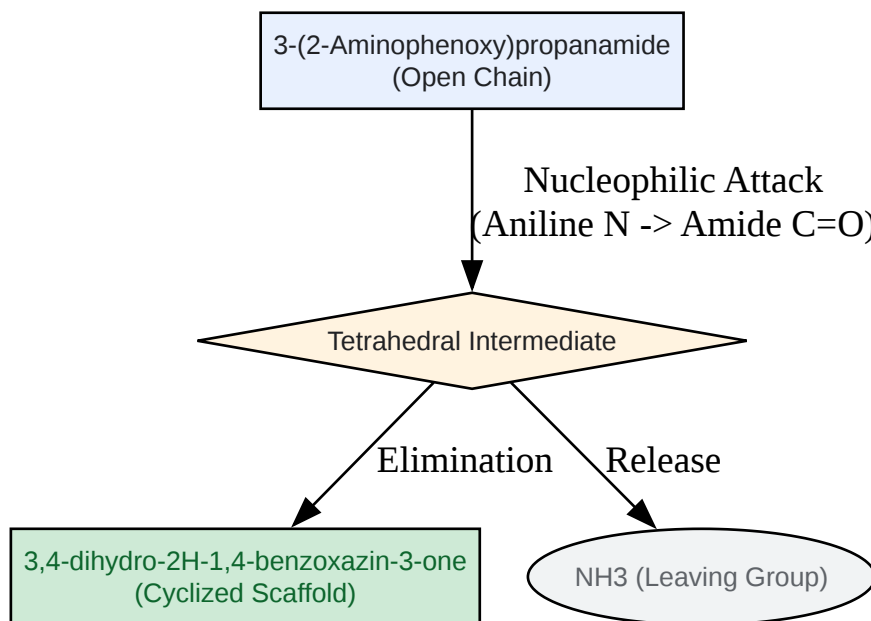 3-(2-Aminophenoxy)propanamide
(Open Chain)
Nucleophilic Attack
(Aniline N -> Amide C=O)
Tetrahedral Intermediate
Elimination
Release
3,4-dihydro-2H-1,4-benzoxazin-3-one
(Cyclized Scaffold)
NH3 (Leaving Group)